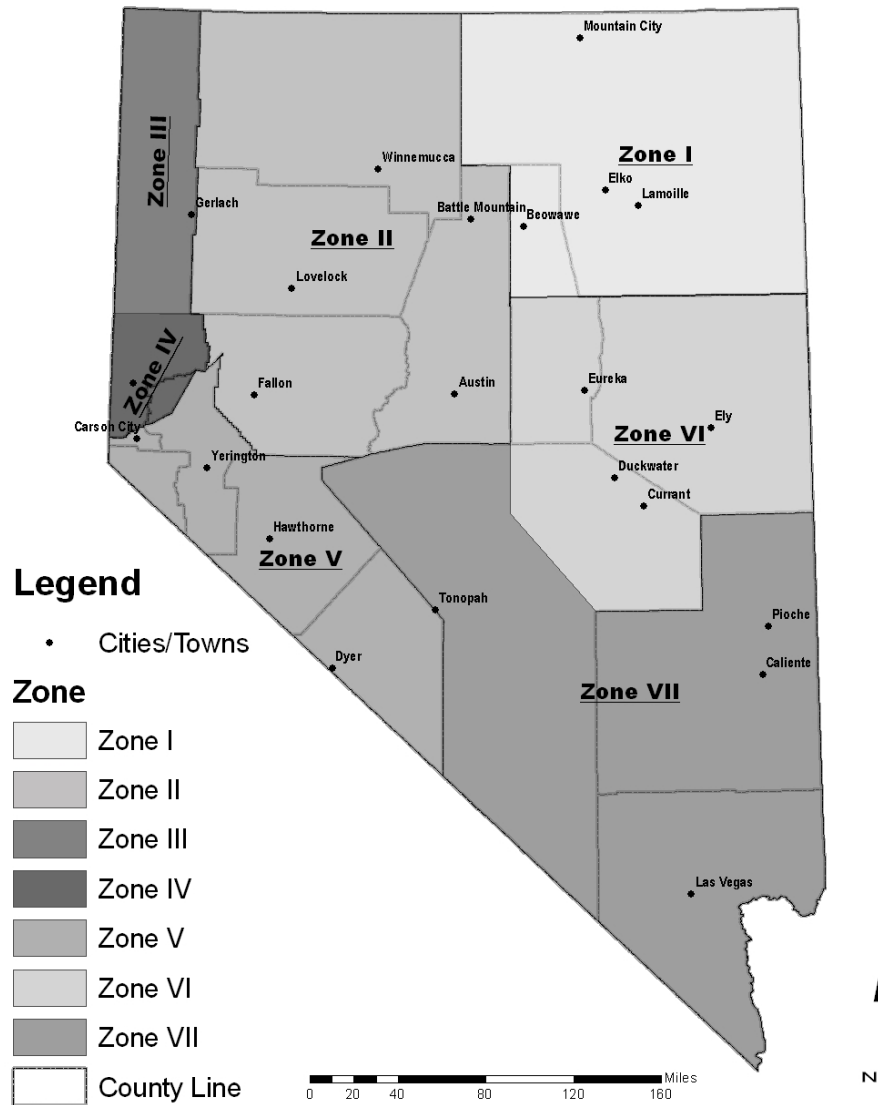 Mountain City
Zone III
Winnemucca
Zone I
Elko
Lamoille
Gerlach
Battle Mountain
Beowawe
Zone II
Lovelock
Zone IV
Fallon
Austin
Eureka
Ely
Carson City
Zone VI
Yerington
Duckwater
Currant
Hawthorne
Zone V
Legend
Tonopah
Pioche
Cities/Towns
Dyer
Caliente
Zone
Zone VII
Zone I
Zone II
Zone III
Zone IV
Las Vegas
Zone V
Zone VI
Zone VII
County Line
Miles
0 20 40 80 120 160